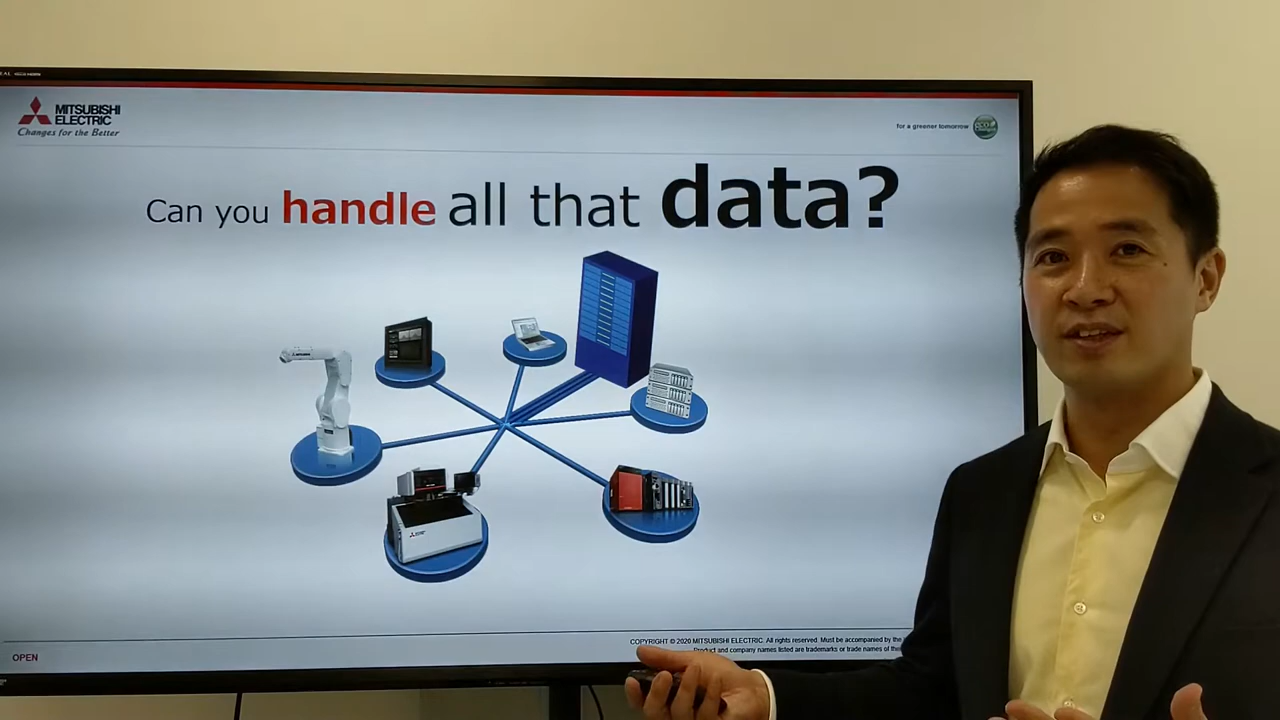 MITSUBISHI
ELECTRIC
Changes for the Better
for a greener tomorrow
eco
Can you handle all that data?
COPYRIGHT © 2020 MITSUBISHI ELECTRIC. All rights reserved. Must be accompanied by the
Product and company names listed are trademarks or trade names of
OPEN